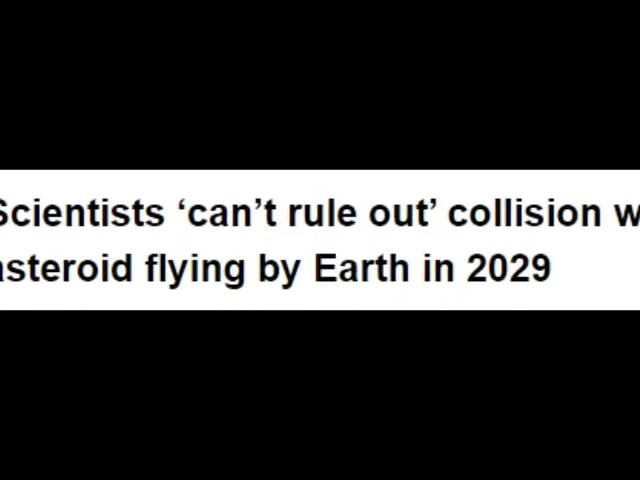 Scientists ‘can’t rule out’ collision w
asteroid flying by Earth in 2029